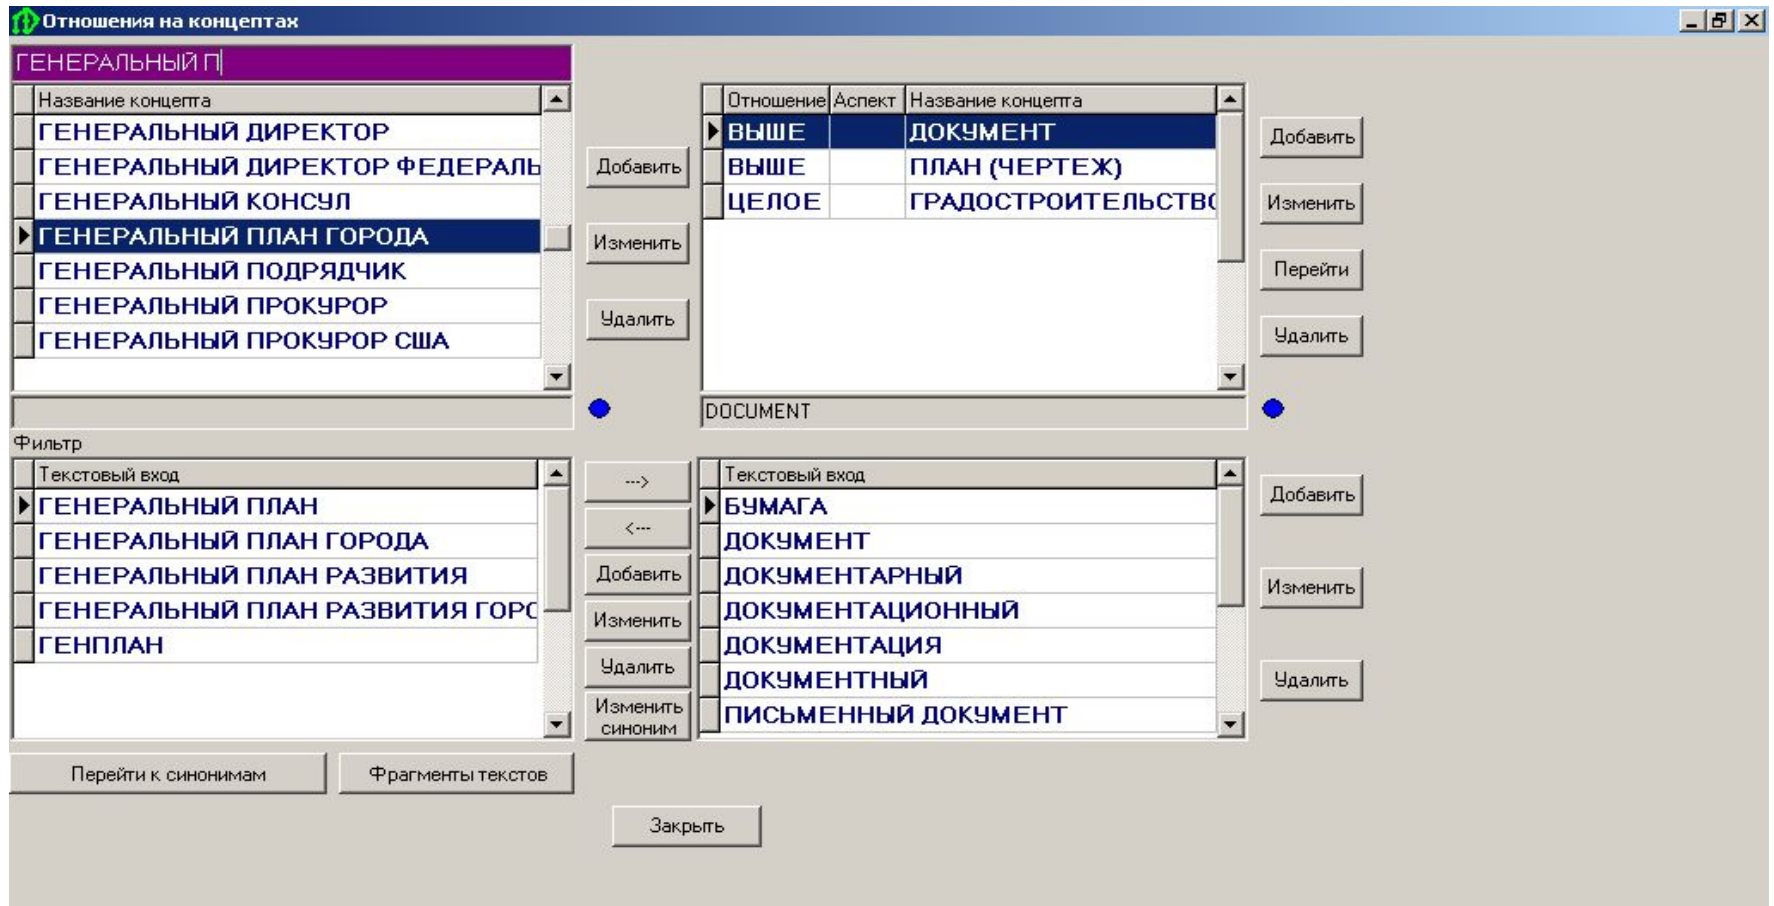 Отношения на концептах
ГЕНЕРАЛЬНЫЙ П
Название концепта
ГЕНЕРАЛЬНЫЙ ДИРЕКТОР
ГЕНЕРАЛЬНЫЙ ДИРЕКТОР ФЕДЕРАЛЬ
ГЕНЕРАЛЬНЫЙ КОНСУЛ
ГЕНЕРАЛЬНЫЙ ПЛАН ГОРОДА
ГЕНЕРАЛЬНЫЙ ПОДРЯДЧИК
ГЕНЕРАЛЬНЫЙ ПРОКУРОР
ГЕНЕРАЛЬНЫЙ ПРОКУРОР США
Добавить
Изменить
Удалить
Отношение Аспект Название концепта
ВЫШЕ ДОКУМЕНТ
ВЫШЕ ПЛАН (ЧЕРТЕЖ)
ЦЕЛОЕ ГРАДОСТРОИТЕЛЬСТВО
DOCUMENT
Добавить
Изменить
Перейти
Удалить
Фильтр
Текстовый вход
ГЕНЕРАЛЬНЫЙ ПЛАН
ГЕНЕРАЛЬНЫЙ ПЛАН ГОРОДА
ГЕНЕРАЛЬНЫЙ ПЛАН РАЗВИТИЯ
ГЕНЕРАЛЬНЫЙ ПЛАН РАЗВИТИЯ ГОРО
ГЕНПЛАН
--->
<---
Добавить
Изменить
Удалить
Изменить
синоним
Текстовый вход
БУМАГА
ДОКУМЕНТ
ДОКУМЕНТАРНЫЙ
ДОКУМЕНТАЦИОННЫЙ
ДОКУМЕНТАЦИЯ
ДОКУМЕНТНЫЙ
ПИСЬМЕННЫЙ ДОКУМЕНТ
Добавить
Изменить
Удалить
Перейти к синонимам
Фрагменты текстов
Закрыть